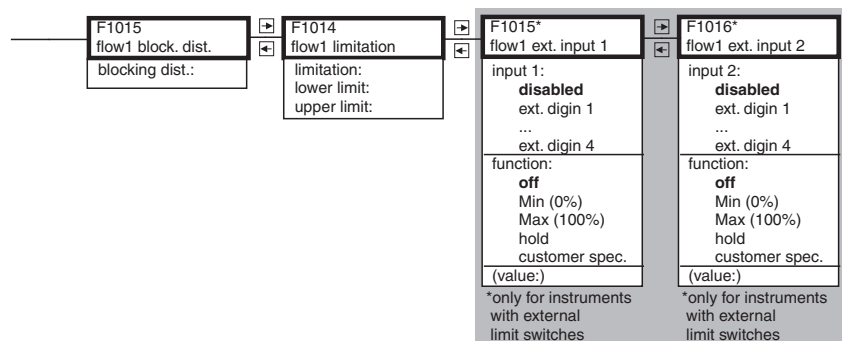 F1015
flow1 block. dist.
blocking dist.:
F1014
flow1 limitation
limitation:
lower limit:
upper limit:
F1015*
flow1 ext. input 1
input 1:
disabled
ext. digin 1
...
ext. digin 4
function:
off
Min (0%)
Max (100%)
hold
customer spec.
(value:)
*only for instruments
with external
limit switches
F1016*
flow1 ext. input 2
input 2:
disabled
ext. digin 1
...
ext. digin 4
function:
off
Min (0%)
Max (100%)
hold
customer spec.
(value:)
*only for instruments
with external
limit switches